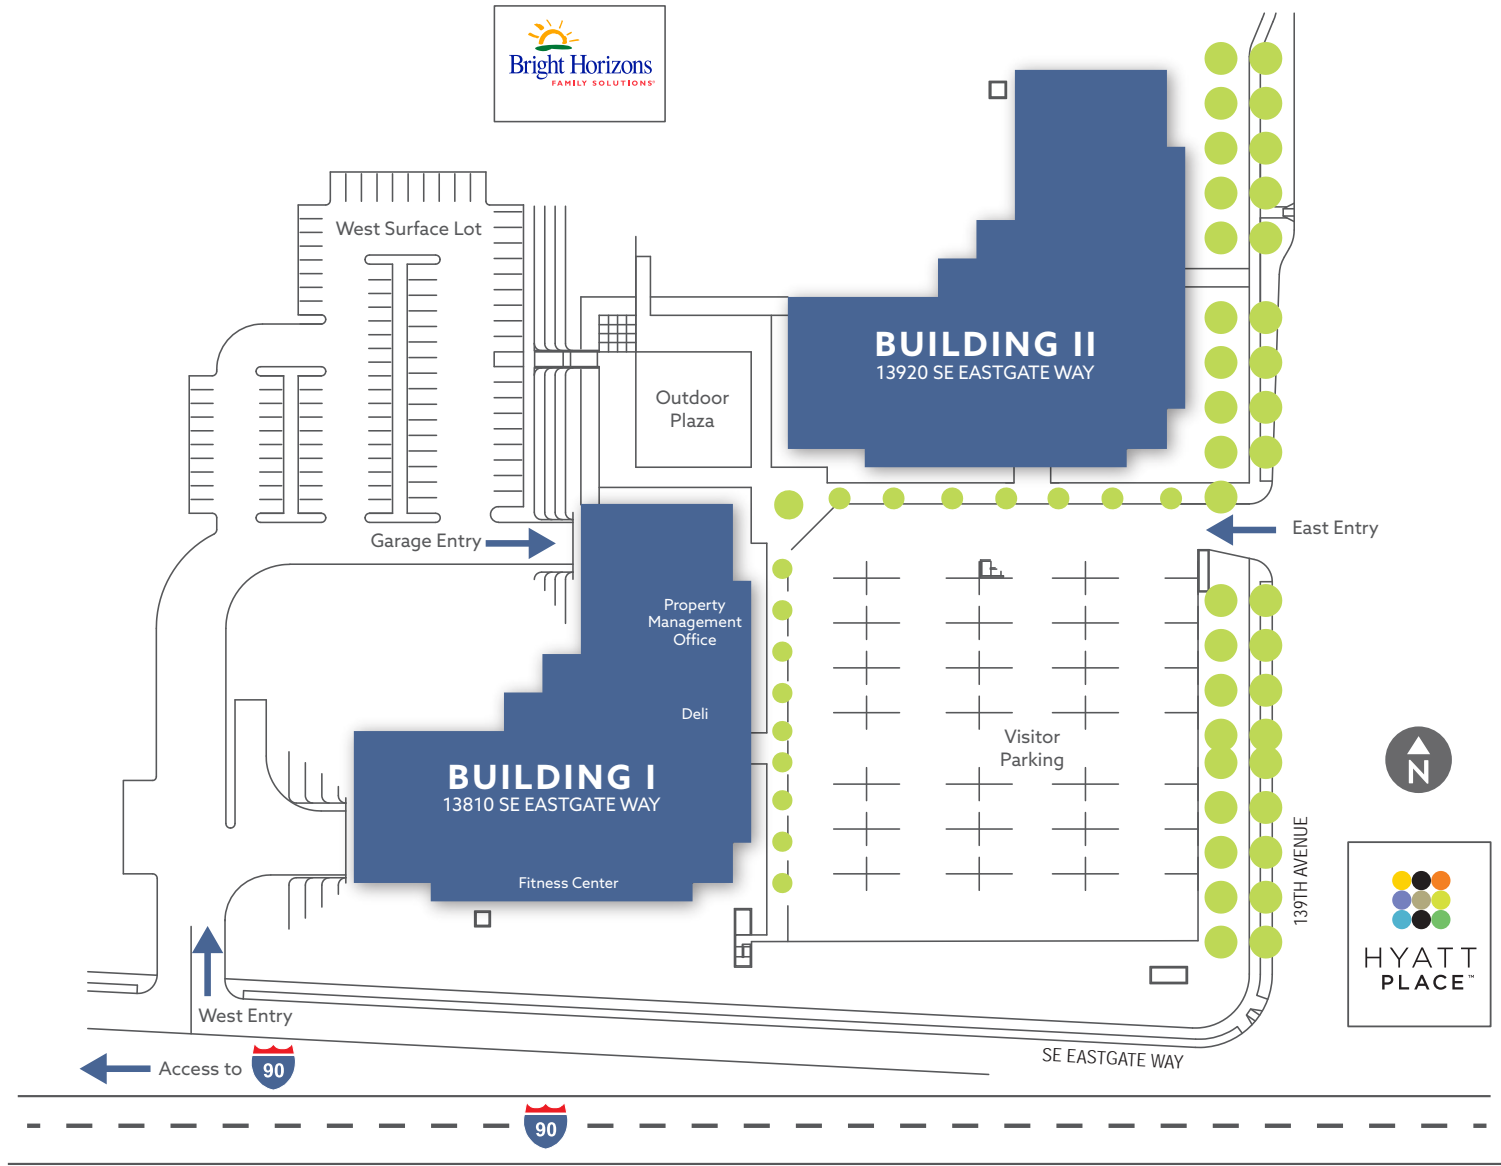 Bright Horizons
FAMILY SOLUTIONS
West Surface Lot
BUILDING II
13920 SE EASTGATE WAY
Outdoor
Plaza
Garage Entry
East Entry
Property
Management
Office
Deli
Visitor
Parking
BUILDING I
13810 SE EASTGATE WAY
Fitness Center
N
139TH AVENUE
HYATT
PLACE™
West Entry
SE EASTGATE WAY
Access to 90
90